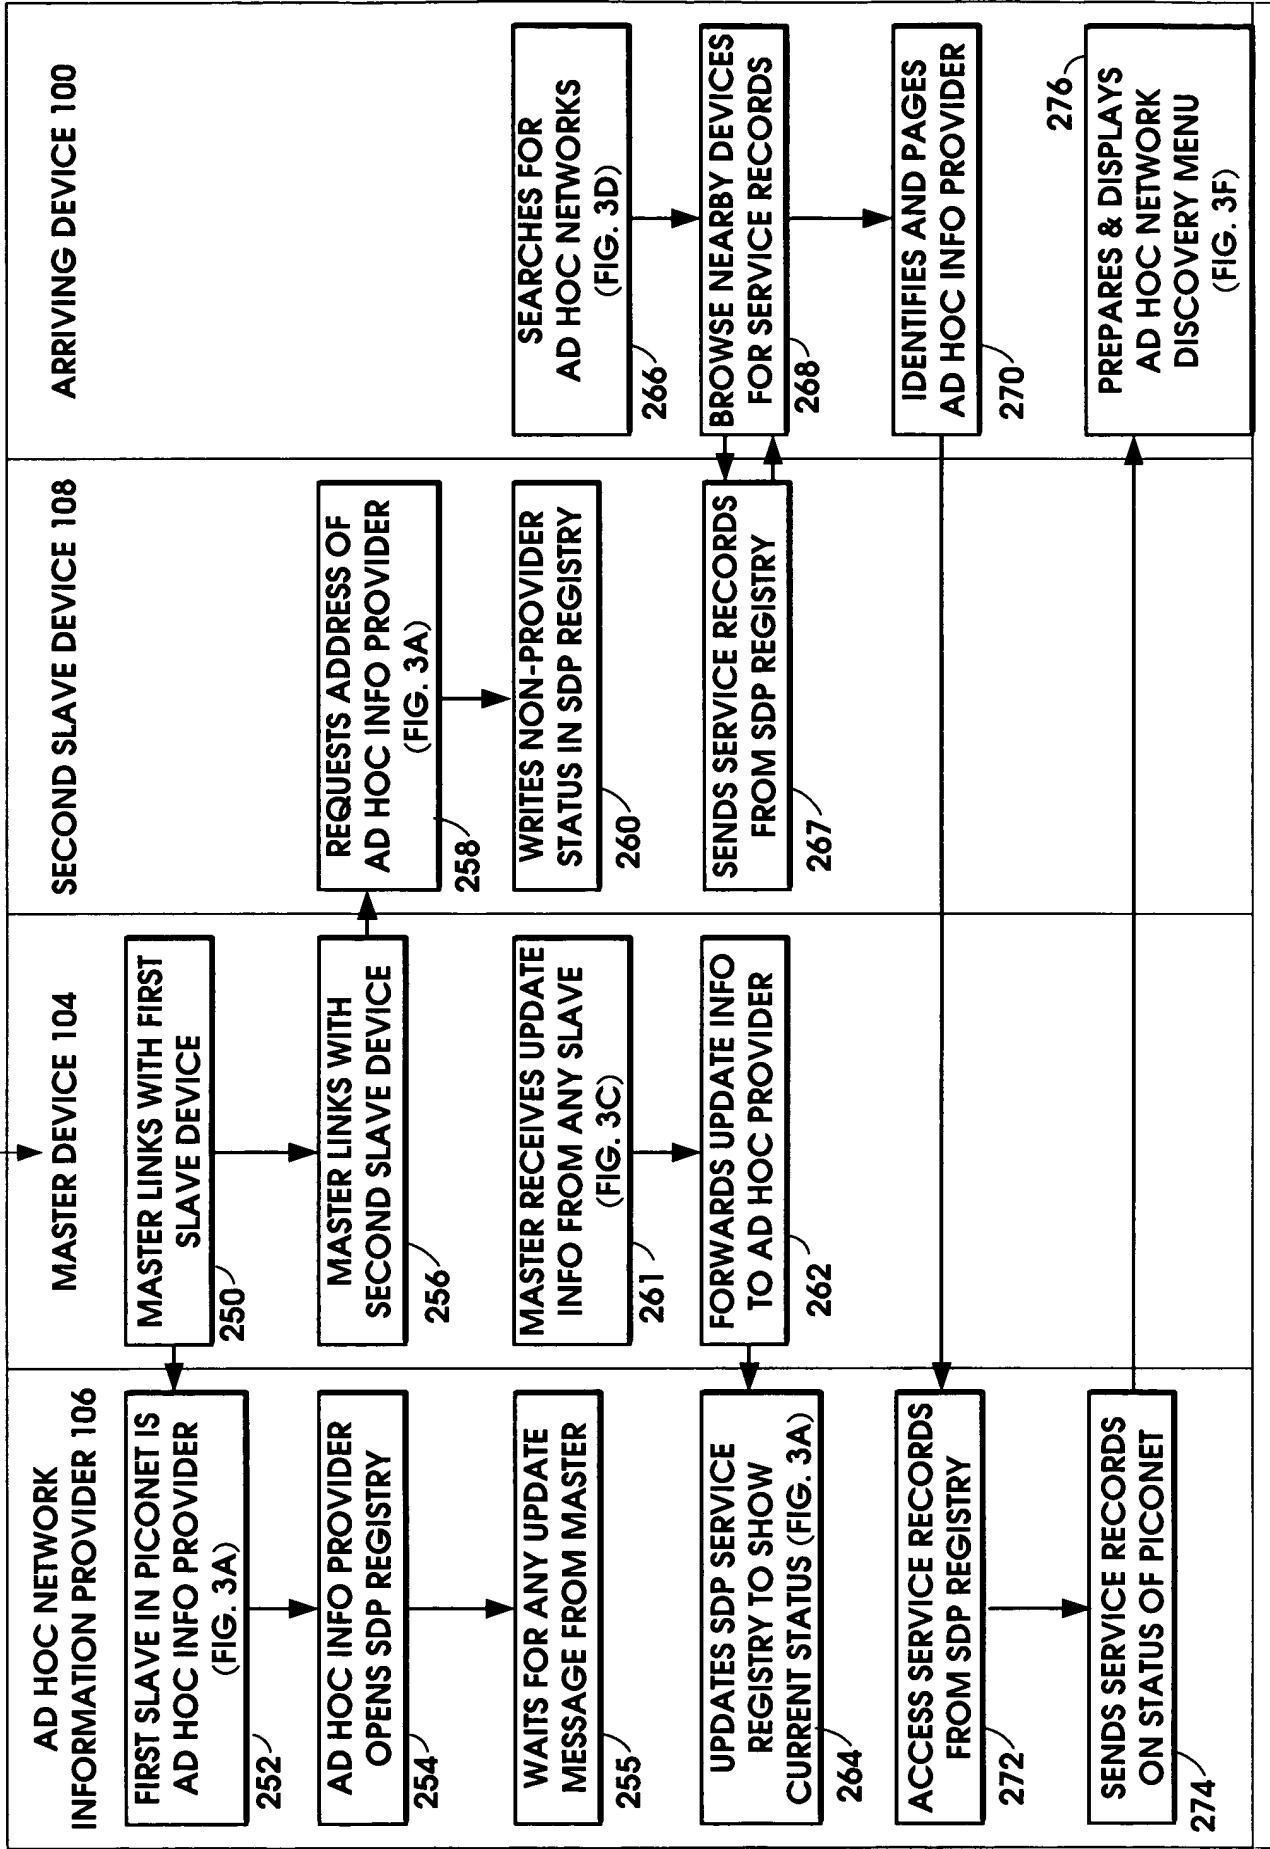 AD HOC NETWORK
INFORMATION PROVIDER 106
MASTER DEVICE 104
SECOND SLAVE DEVICE 108
ARRIVING DEVICE 100
FIRST SLAVE IN PICONET IS
AD HOC INFO PROVIDER
(FIG. 3A)
252
MASTER LINKS WITH FIRST
SLAVE DEVICE
250
AD HOC INFO PROVIDER
OPENS SDP REGISTRY
254
MASTER LINKS WITH
SECOND SLAVE DEVICE
256
REQUESTS ADDRESS OF
AD HOC INFO PROVIDER
(FIG. 3A)
258
WAITS FOR ANY UPDATE
MESSAGE FROM MASTER
255
MASTER RECEIVES UPDATE
INFO FROM ANY SLAVE
(FIG. 3C)
261
WRITES NON-PROVIDER
STATUS IN SDP REGISTRY
260
SEARCHES FOR
AD HOC NETWORKS
(FIG. 3D)
266
UPDATES SDP SERVICE
REGISTRY TO SHOW
CURRENT STATUS (FIG. 3A)
264
FORWARDS UPDATE INFO
TO AD HOC PROVIDER
262
SENDS SERVICE RECORDS
FROM SDP REGISTRY
267
BROWSE NEARBY DEVICES
FOR SERVICE RECORDS
268
ACCESS SERVICE RECORDS
FROM SDP REGISTRY
272
IDENTIFIES AND PAGES
AD HOC INFO PROVIDER
270
SENDS SERVICE RECORDS
ON STATUS OF PICONET
274
PREPARES & DISPLAYS
AD HOC NETWORK
DISCOVERY MENU
(FIG. 3F)
276